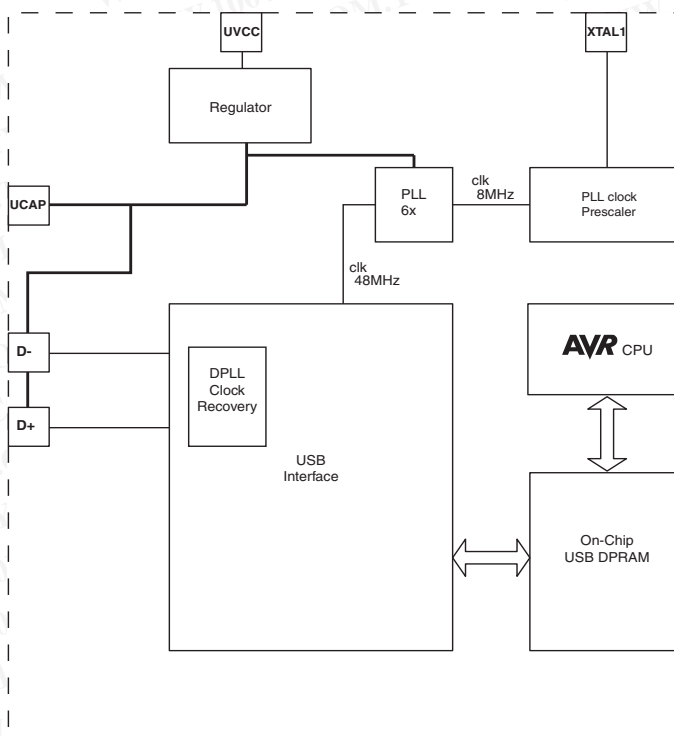 UVCC
XTAL1
Regulator
UCAP
PLL
6x
clk
8MHz
PLL clock
Prescaler
clk
48MHz
D-
D+
DPLL
Clock
Recovery
USB
Interface
AVR CPU
On-Chip
USB DPRAM